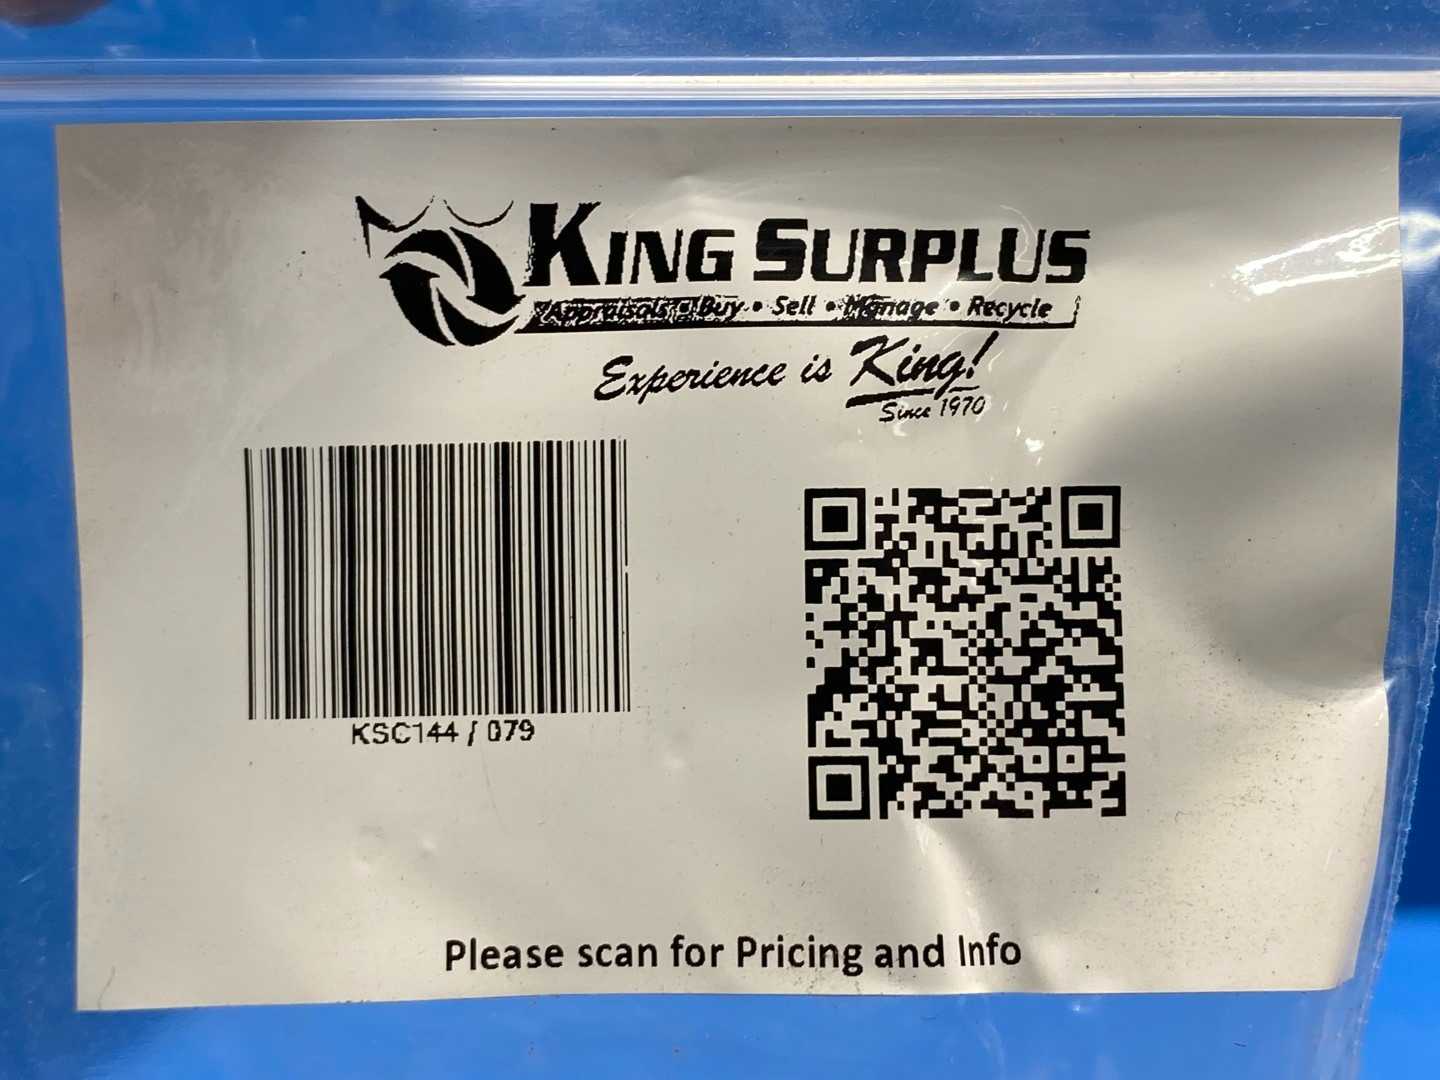 KING SURPLUS
Appraisals • Buy • Sell • Manage • Recycle
Experience is King!
Since 1970
KSC144 / 079
Please scan for Pricing and Info